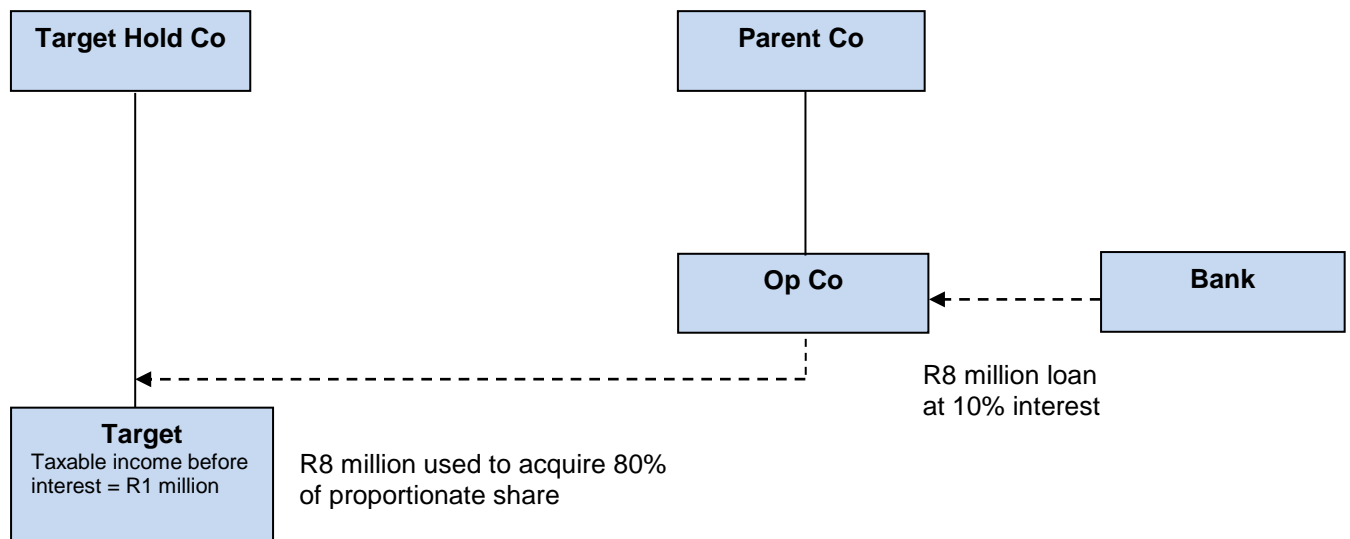 Target Hold Co
Parent Co
Op Co
Bank
R8 million loan
at 10% interest
Target
Taxable income before
interest = R1 million
R8 million used to acquire 80%
of proportionate share